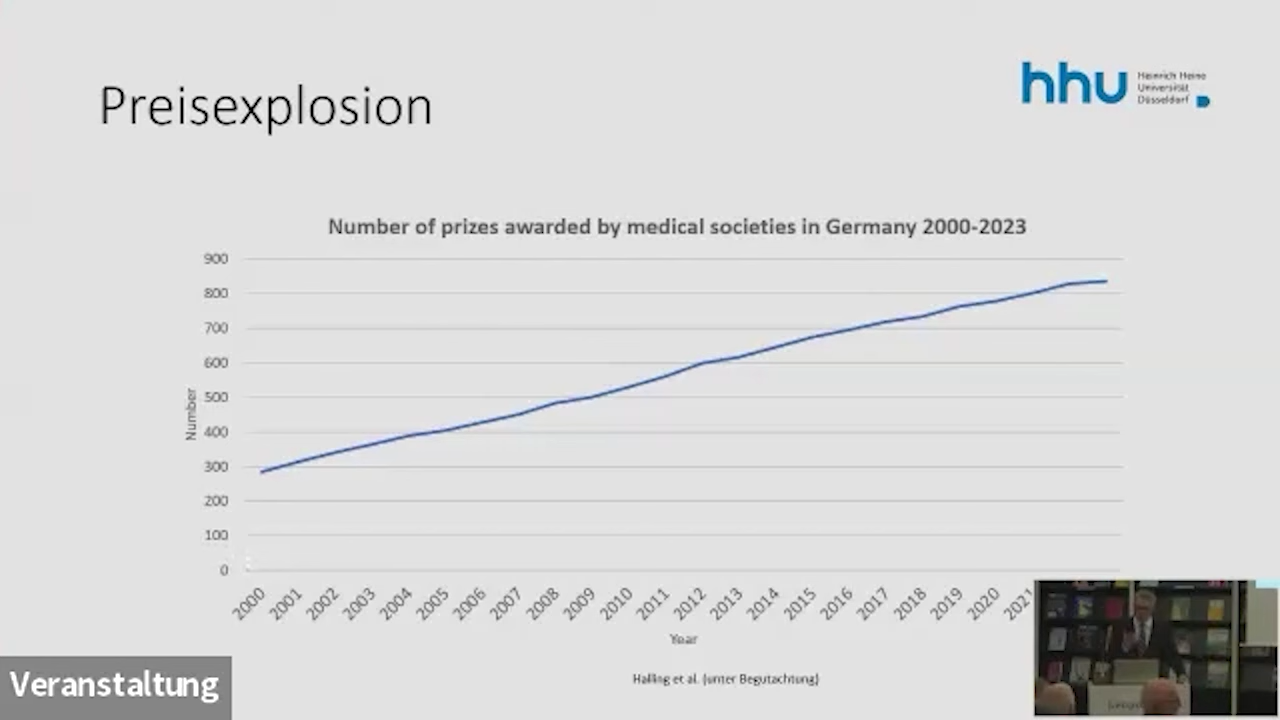 Preisexplosion
hhu Heinrich Heine
Universität
Düsseldorf
Number of prizes awarded by medical societies in Germany 2000-2023
900
800
700
600
500
400
300
200
100
0
Number
2000 2001 2002 2003 2004 2005 2006 2007 2008 2009 2010 2011 2012 2013 2014 2015 2016 2017 2018 2019 2020 2021
Year
Halling et al. (unter Begutachtung)
Veranstaltung